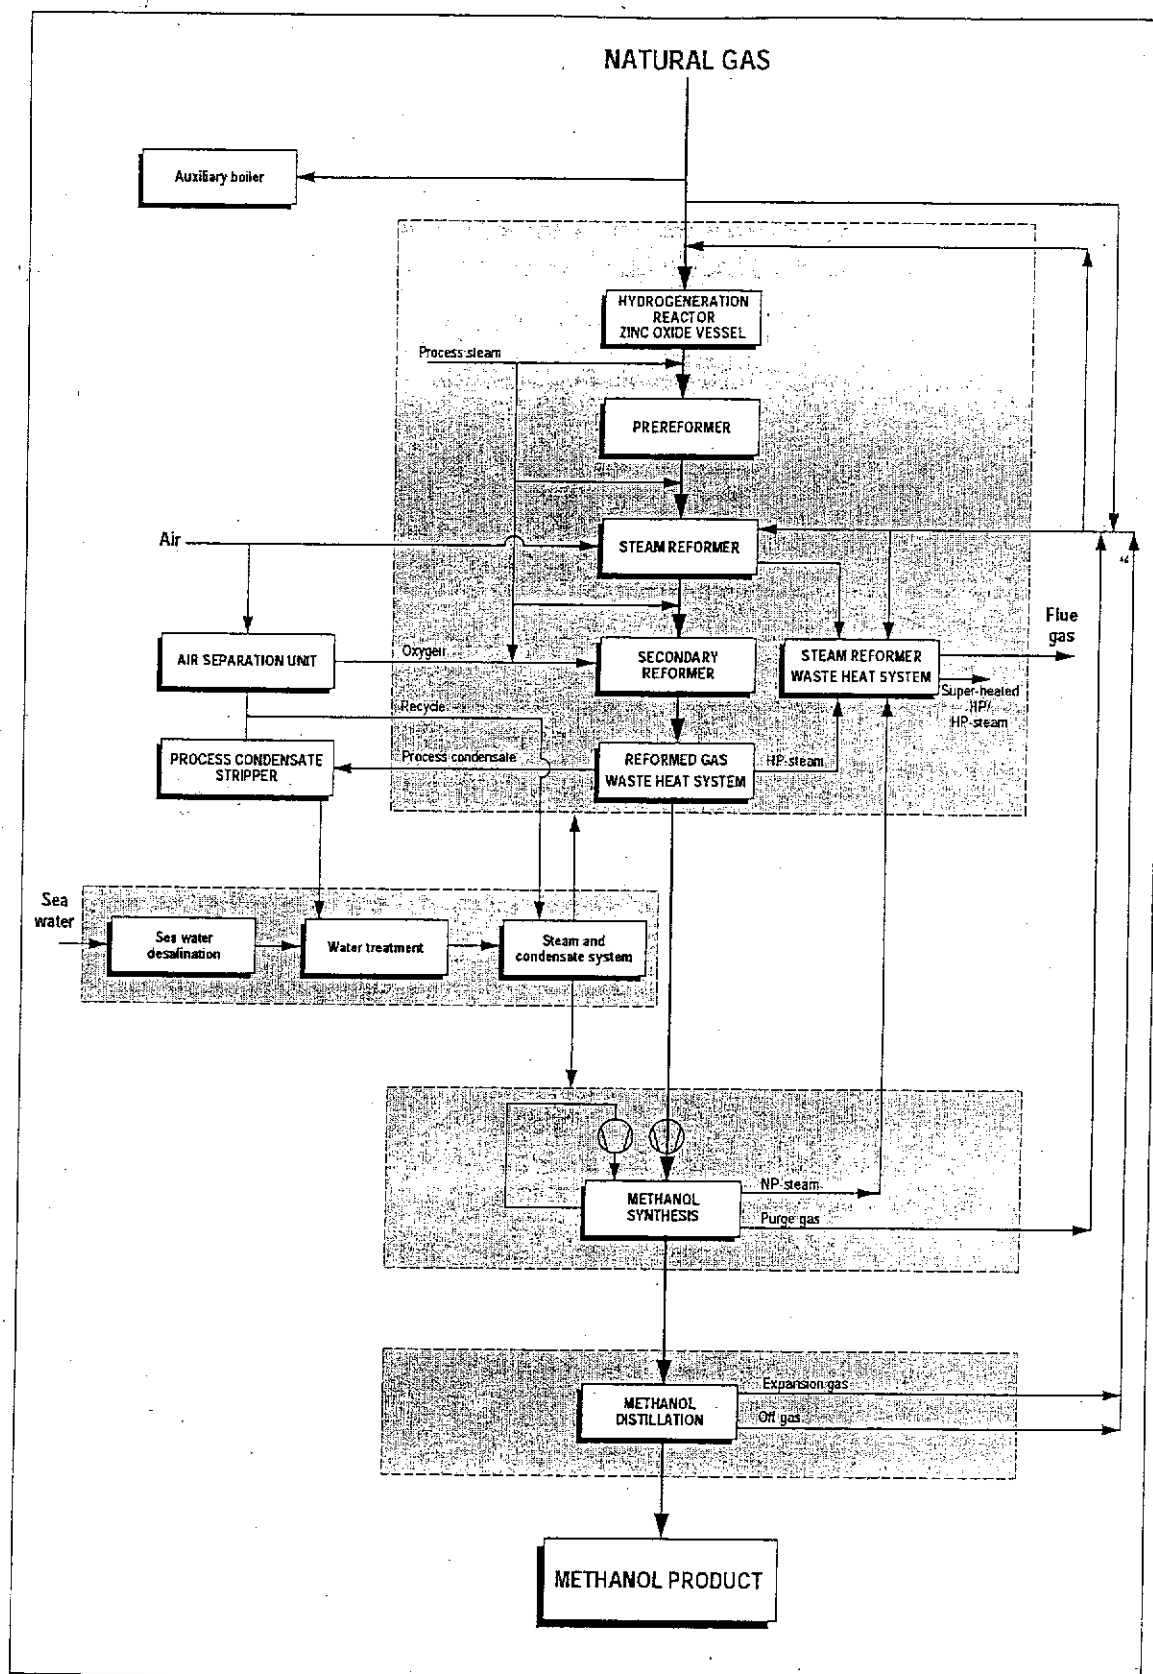 NATURAL GAS
Auxiliary boiler
HYDROGENERATION
REACTOR
ZINC OXIDE VESSEL
Process steam
PREREFORMER
Air
STEAM REFORMER
Flue
gas
AIR SEPARATION UNIT
Oxygen
SECONDARY
REFORMER
STEAM REFORMER
WASTE HEAT SYSTEM
Super-heated
HP/
HP-steam
Recycle
PROCESS CONDENSATE
STRIPPER
Process condensate
REFORMED GAS
WASTE HEAT SYSTEM
HP-steam
Sea
water
Sea water
desalination
Water treatment
Steam and
condensate system
METHANOL
SYNTHESIS
NP-steam
Purge gas
METHANOL
DISTILLATION
Expansion gas
Off gas
METHANOL PRODUCT